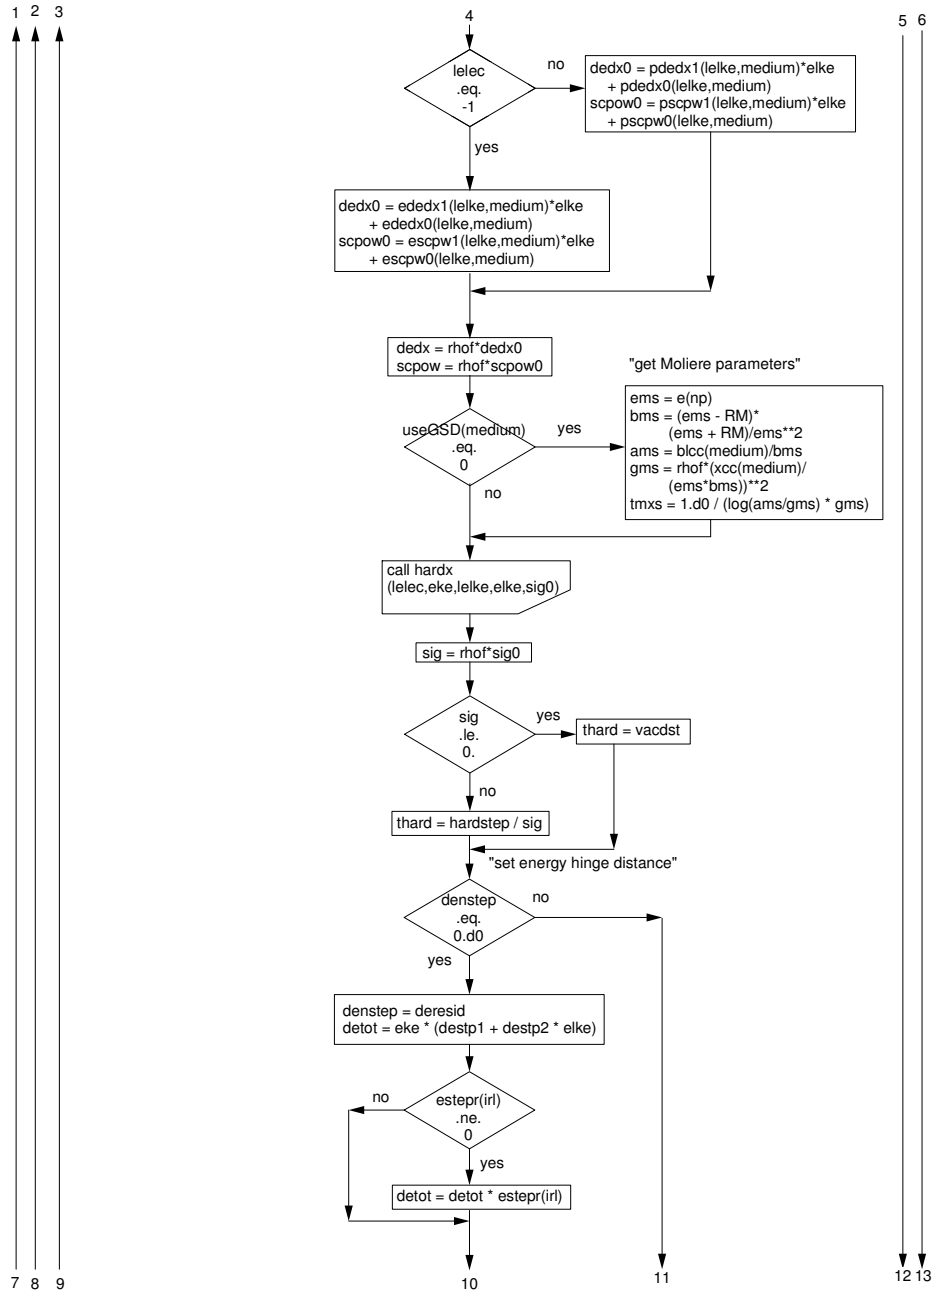 1 2 3
4
5 6
lelec
.eq.
-1
no
dedx0 = pdedx1(lelke,medium)*elke
+ pdedx0(lelke,medium)
scpow0 = pscpw1(lelke,medium)*elke
+ pscpw0(lelke,medium)
yes
dedx0 = ededx1(lelke,medium)*elke
+ ededx0(lelke,medium)
scpow0 = escpw1(lelke,medium)*elke
+ escpw0(lelke,medium)
dedx = rhof*dedx0
scpow = rhof*scpow0
"get Moliere parameters"
useGSD(medium)
.eq.
0
yes
ems = e(np)
bms = (ems - RM)*
(ems + RM)/ems**2
ams = blcc(medium)/bms
gms = rhof*(xcc(medium)/
(ems*bms))**2
tmxs = 1.d0 / (log(ams/gms) * gms)
no
call hardx
(lelec,eke,lelke,elke,sig0)
sig = rhof*sig0
sig
.le.
0.
yes
thard = vacdst
no
thard = hardstep / sig
"set energy hinge distance"
denstep
.eq.
0.d0
no
yes
denstep = deresid
detot = eke * (destp1 + destp2 * elke)
estepr(irl)
.ne.
0
no
yes
detot = detot * estepr(irl)
7 8 9
10
11
12 13